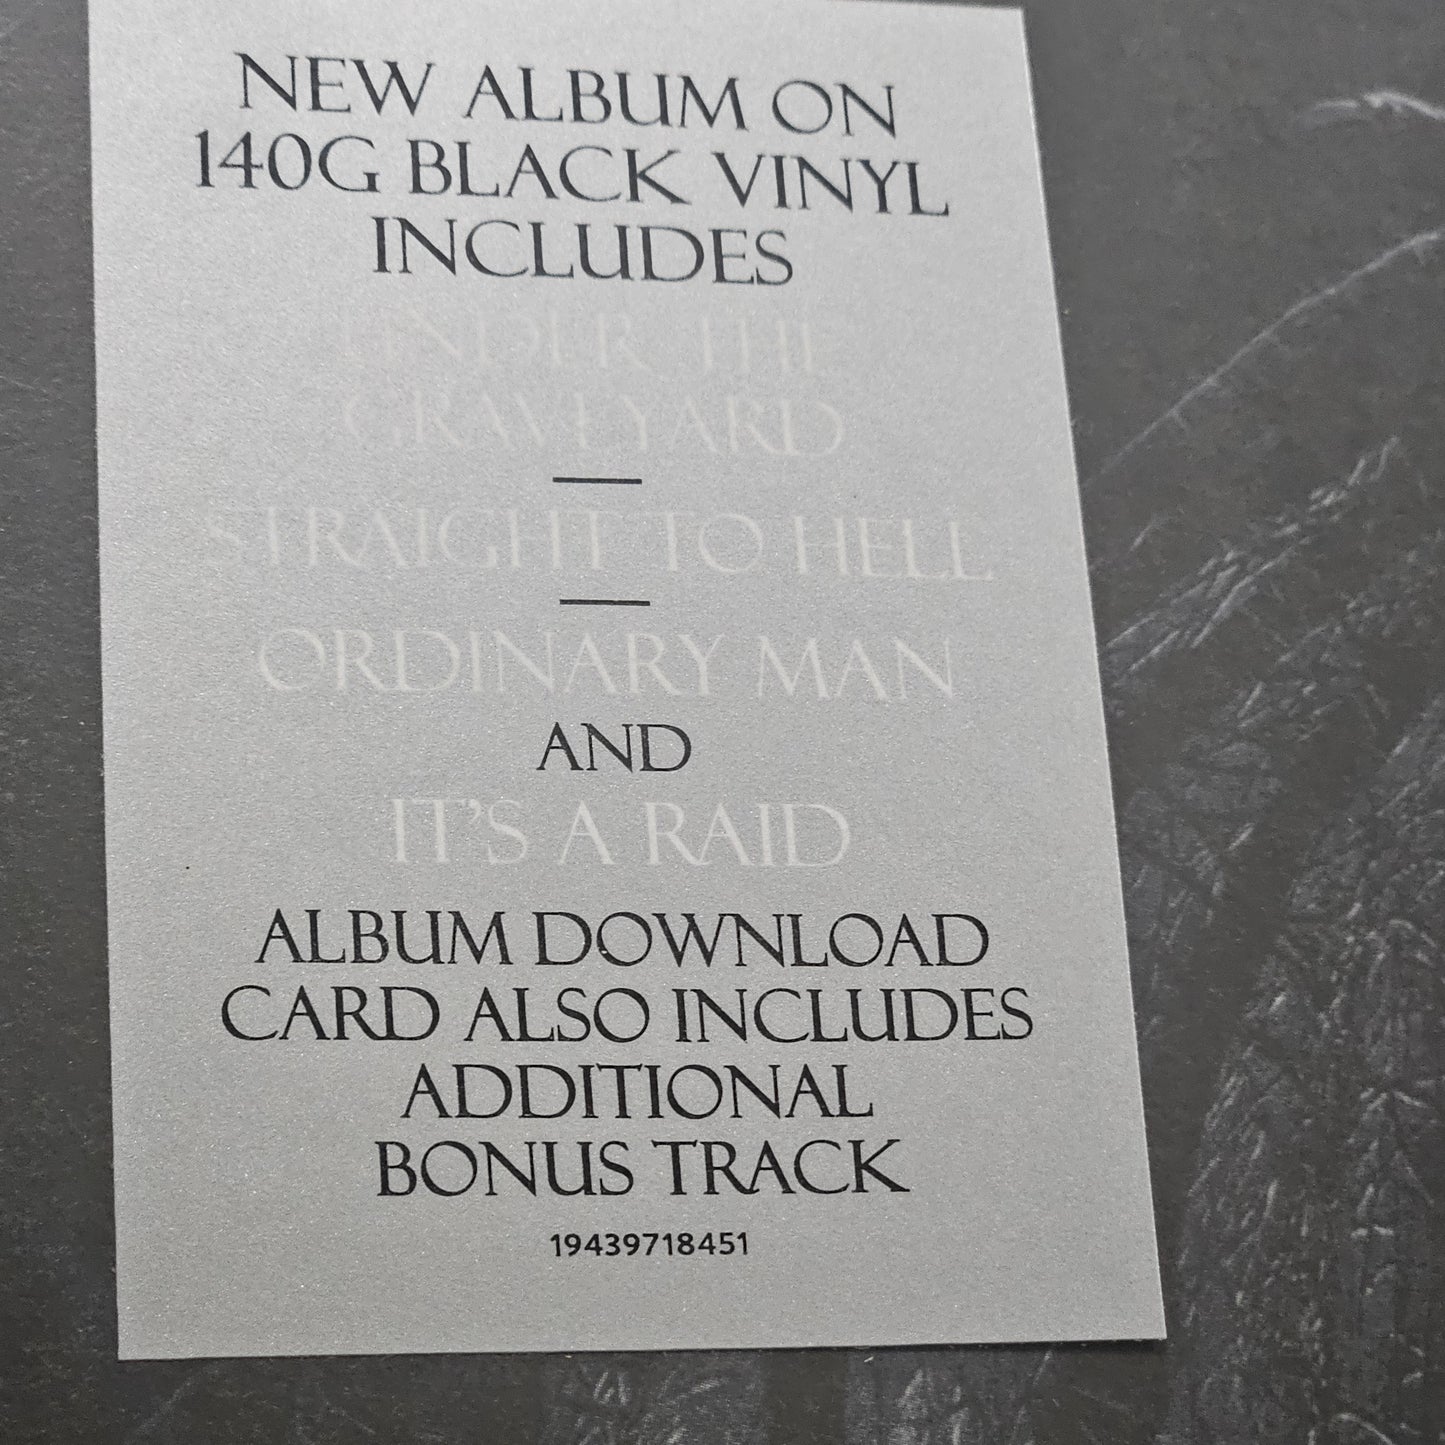 NEW ALBUM ON
140G BLACK VINYL
INCLUDES
UNDER THE
GRAVEYARD
STRAIGHT TO HELL
ORDINARY MAN
AND
IT'S A RAID
ALBUM DOWNLOAD
CARD ALSO INCLUDES
ADDITIONAL
BONUS TRACK
19439718451